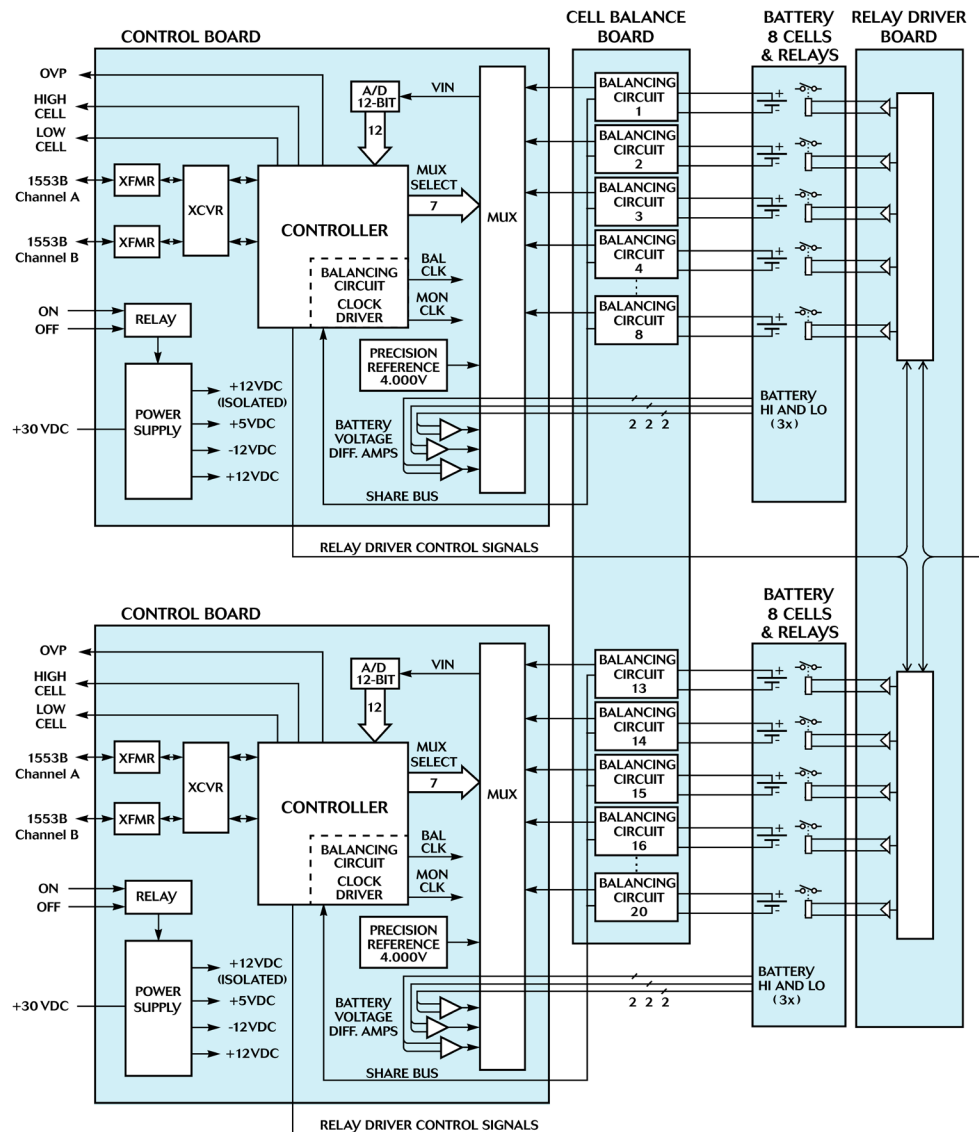 CELL BALANCE
BOARD
BATTERY
8 CELLS
& RELAYS
RELAY DRIVER
BOARD
CONTROL BOARD
OVP
HIGH
CELL
LOW
CELL
1553B
Channel A
1553B
Channel B
XFMR
XFMR
XCVR
A/D
12-BIT
12
VIN
CONTROLLER
MUX
SELECT
7
MUX
BALANCING
CIRCUIT
CLOCK
DRIVER
BAL
CLK
MON
CLK
ON
OFF
RELAY
PRECISION
REFERENCE
4.000V
+30 VDC
POWER
SUPPLY
+12VDC
(ISOLATED)
+5VDC
-12VDC
+12VDC
BATTERY
VOLTAGE
DIFF. AMPS
SHARE BUS
BALANCING
CIRCUIT
1
BALANCING
CIRCUIT
2
BALANCING
CIRCUIT
3
BALANCING
CIRCUIT
4
BALANCING
CIRCUIT
8
+
+
+
+
+
2 2 2
BATTERY
HI AND LO
(3x)
RELAY DRIVER CONTROL SIGNALS
CONTROL BOARD
BATTERY
8 CELLS
& RELAYS
OVP
HIGH
CELL
LOW
CELL
1553B
Channel A
1553B
Channel B
XFMR
XFMR
XCVR
A/D
12-BIT
12
VIN
CONTROLLER
MUX
SELECT
7
MUX
BALANCING
CIRCUIT
CLOCK
DRIVER
BAL
CLK
MON
CLK
ON
OFF
RELAY
PRECISION
REFERENCE
4.000V
+30 VDC
POWER
SUPPLY
+12VDC
(ISOLATED)
+5VDC
-12VDC
+12VDC
BATTERY
VOLTAGE
DIFF. AMPS
SHARE BUS
BALANCING
CIRCUIT
13
BALANCING
CIRCUIT
14
BALANCING
CIRCUIT
15
BALANCING
CIRCUIT
16
BALANCING
CIRCUIT
20
+
+
+
+
+
2 2 2
BATTERY
HI AND LO
(3x)
RELAY DRIVER CONTROL SIGNALS